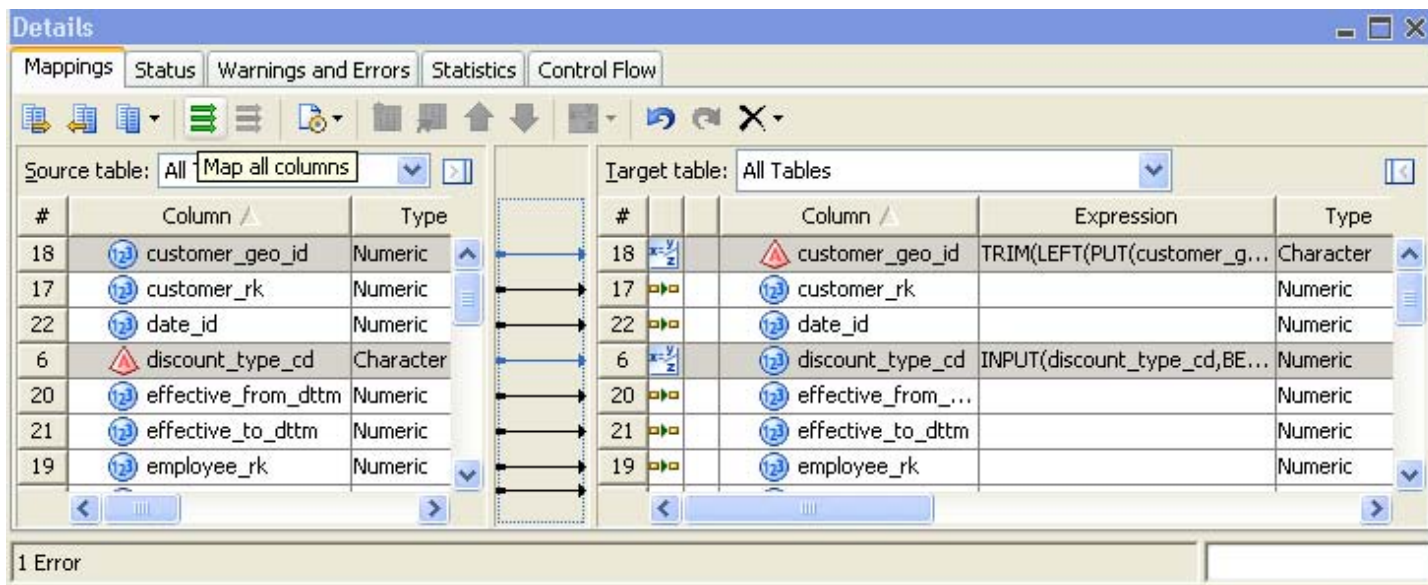 Details
Mappings Status Warnings and Errors Statistics Control Flow
Source table: All Map all columns Target table: All Tables
# Column Type # Column Expression Type
18 customer_geo_id Numeric 18 customer_geo_id TRIM(LEFT(PUT(customer_g... Character
17 customer_rk Numeric 17 customer_rk Numeric
22 date_id Numeric 22 date_id Numeric
6 discount_type_cd Character 6 discount_type_cd INPUT(discount_type_cd,BE... Numeric
20 effective_from_dttm Numeric 20 effective_from_... Numeric
21 effective_to_dttm Numeric 21 effective_to_dttm Numeric
19 employee_rk Numeric 19 employee_rk Numeric
1 Error